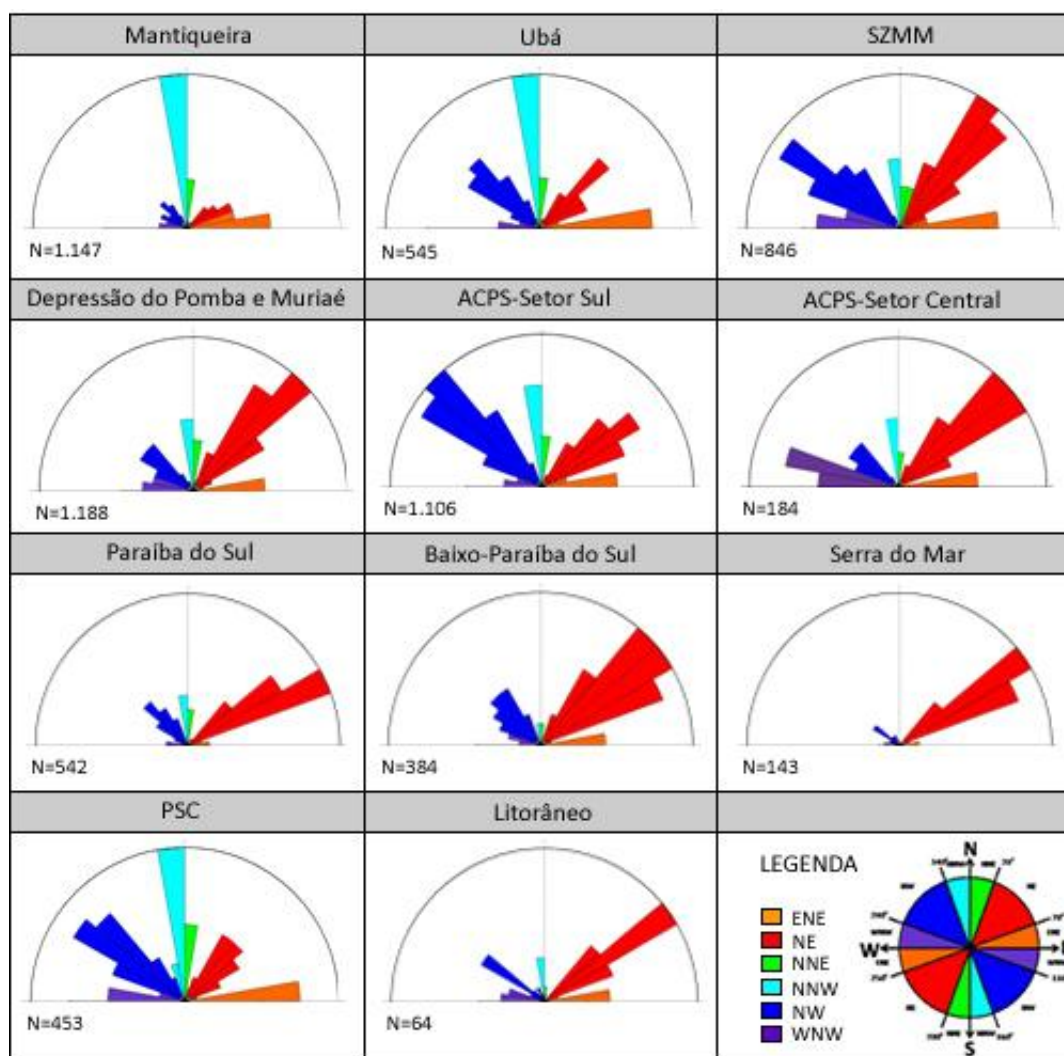 Mantiqueira
Ubá
SZMM
N=1.147
N=545
N=846
Depressão do Pomba e Muriaé
ACPS-Setor Sul
ACPS-Setor Central
N=1.188
N=1.106
N=184
Paraíba do Sul
Baixo-Paraíba do Sul
Serra do Mar
N=542
N=384
N=143
PSC
Litorâneo
N=453
N=64
LEGENDA
ENE
NE
NNE
NNW
NW
WNW
N
W
S